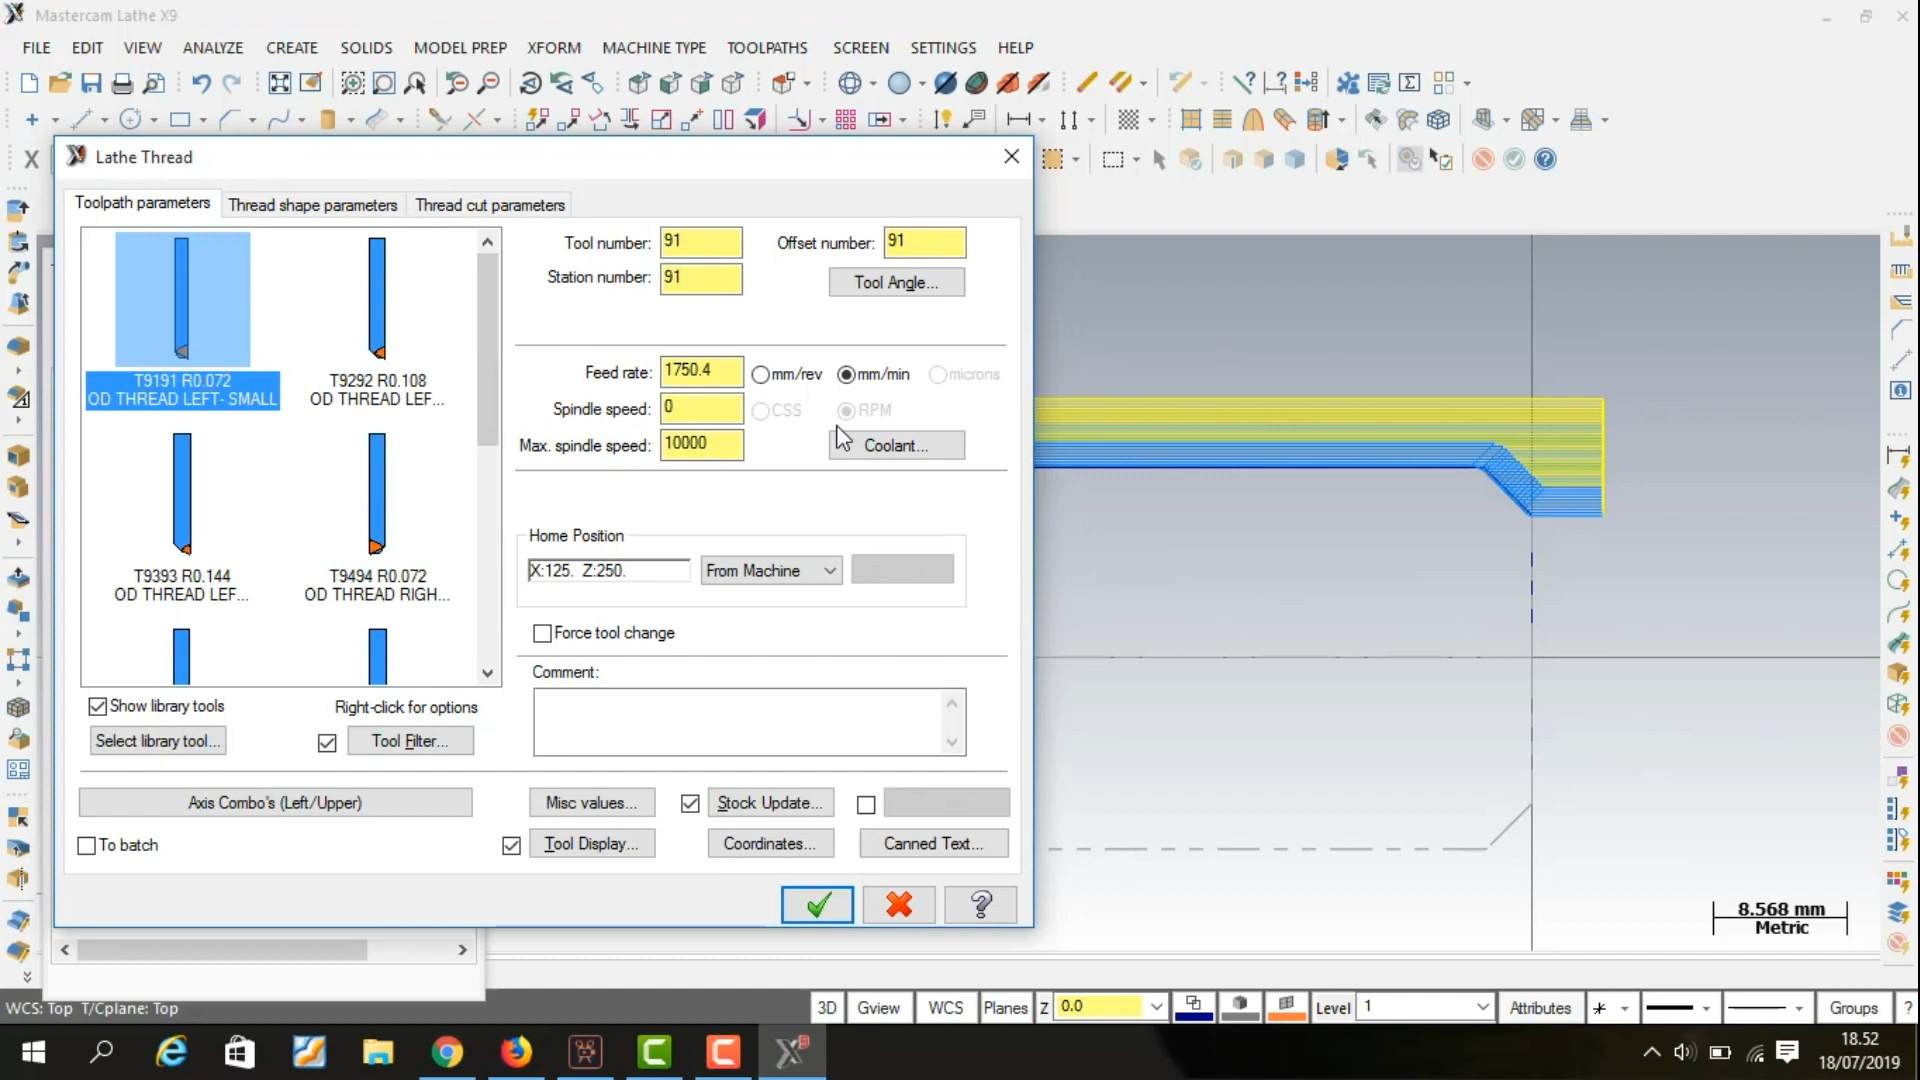 Mastercam Lathe X9
FILE EDIT VIEW ANALYZE CREATE SOLIDS MODEL PREP XFORM MACHINE TYPE TOOLPATHS SCREEN SETTINGS HELP
Lathe Thread
Toolpath parameters Thread shape parameters Thread cut parameters
T9191 R0.072
OD THREAD LEFT- SMALL
T9292 R0.108
OD THREAD LEF...
T9393 R0.144
OD THREAD LEF...
T9494 R0.072
OD THREAD RIGH...
Show library tools
Right-click for options
Select library tool...
Tool Filter...
Tool number: 91 Offset number: 91
Station number: 91 Tool Angle...
Feed rate: 1750.4 mm/rev mm/min microns
Spindle speed: 0 CSS RPM
Max. spindle speed: 10000 Coolant...
Home Position
X:125. Z:250. From Machine
Force tool change
Comment:
Axis Combo's (Left/Upper) Misc values... Stock Update...
To batch Tool Display... Coordinates... Canned Text...
8.568 mm
Metric
WCS: Top T/Cplane: Top 3D Gview WCS Planes Z 0.0 Level 1 Attributes Groups ?
18.52
18/07/2019